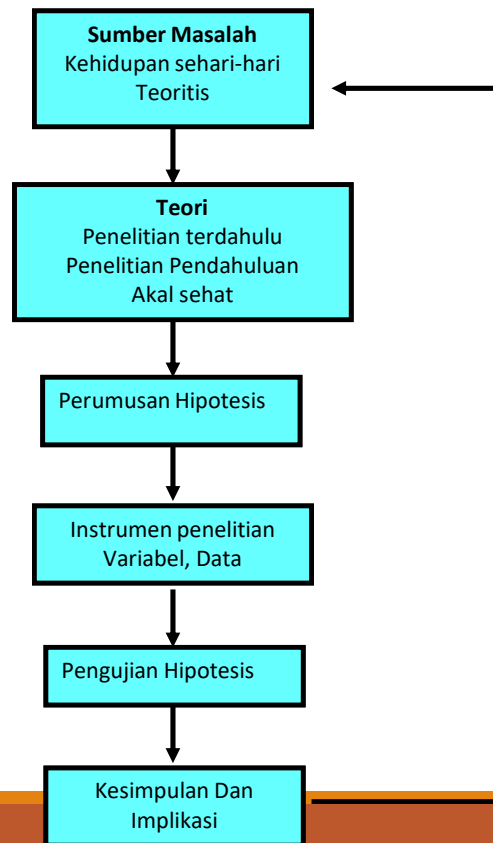 Sumber Masalah
Kehidupan sehari-hari
Teoritis
Teori
Penelitian terdahulu
Penelitian Pendahuluan
Akal sehat
Perumusan Hipotesis
Instrumen penelitian
Variabel, Data
Pengujian Hipotesis
Kesimpulan Dan
Implikasi